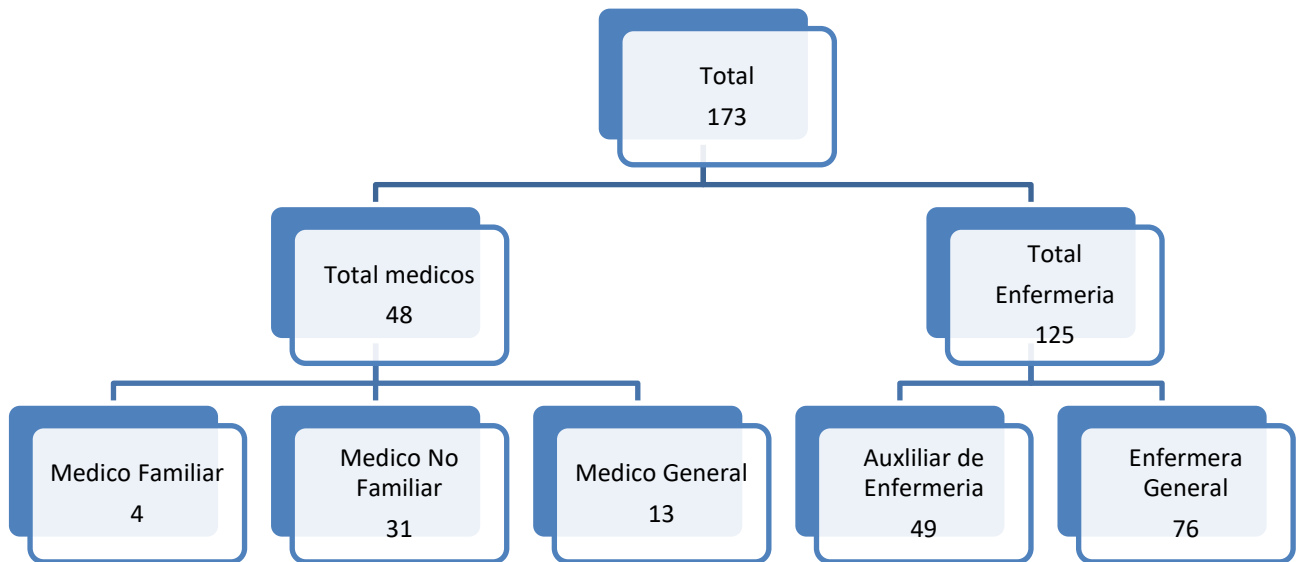 Total
173
Total medicos
48
Total
Enfermeria
125
Medico Familiar
4
Medico No
Familiar
31
Medico General
13
Auxliliar de
Enfermeria
49
Enfermera
General
76